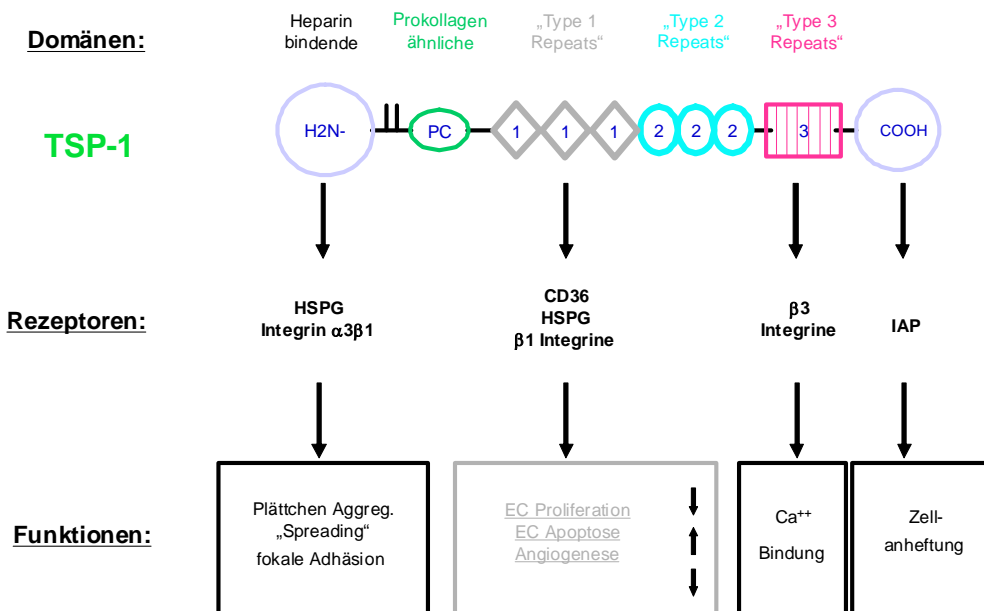 Domänen:
Heparin
bindende
Prokollagen
ähnliche
„Type 1
Repeats“
„Type 2
Repeats“
„Type 3
Repeats“
TSP-1
H2N-
PC
1
1
1
2
2
2
3
COOH
Rezeptoren:
HSPG
Integrin α3β1
CD36
HSPG
β1 Integrine
β3
Integrine
IAP
Funktionen:
Plättchen Aggreg.
„Spreading“
fokale Adhäsion
EC Proliferation
EC Apoptose
Angiogenese
Ca⁺⁺
Bindung
Zell-
anheftung